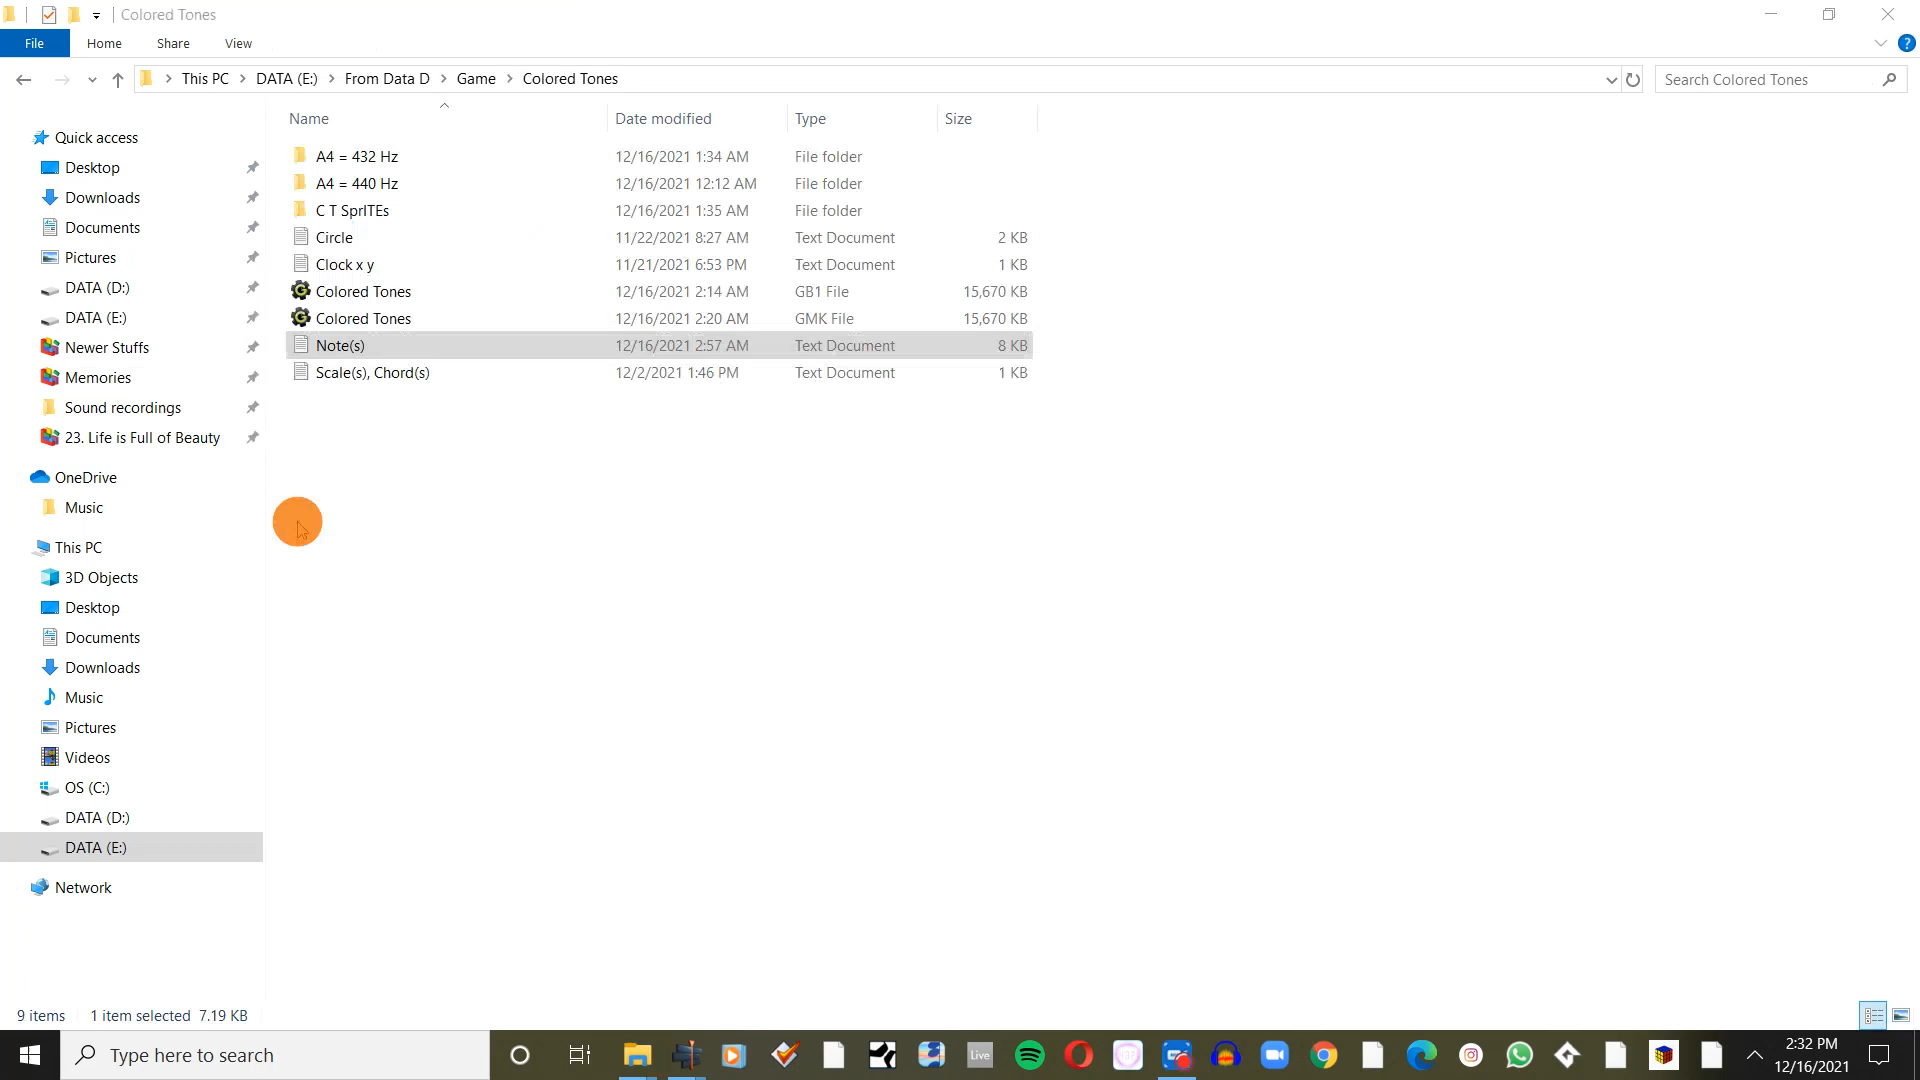 Colored Tones
File Home Share View
This PC DATA (E:) From Data D Game Colored Tones Search Colored Tones
Name Date modified Type Size
A4 = 432 Hz 12/16/2021 1:34 AM File folder
A4 = 440 Hz 12/16/2021 12:12 AM File folder
C T SprITEs 12/16/2021 1:35 AM File folder
Circle 11/22/2021 8:27 AM Text Document 2 KB
Clock x y 11/21/2021 6:53 PM Text Document 1 KB
Colored Tones 12/16/2021 2:14 AM GB1 File 15,670 KB
Colored Tones 12/16/2021 2:20 AM GMK File 15,670 KB
Note(s) 12/16/2021 2:57 AM Text Document 8 KB
Scale(s), Chord(s) 12/2/2021 1:46 PM Text Document 1 KB
Quick access
Desktop
Downloads
Documents
Pictures
DATA (D:)
DATA (E:)
Newer Stuffs
Memories
Sound recordings
23. Life is Full of Beauty
OneDrive
Music
This PC
3D Objects
Desktop
Documents
Downloads
Music
Pictures
Videos
OS (C:)
DATA (D:)
DATA (E:)
Network
9 items 1 item selected 7.19 KB
Type here to search
Live
2:32 PM
12/16/2021